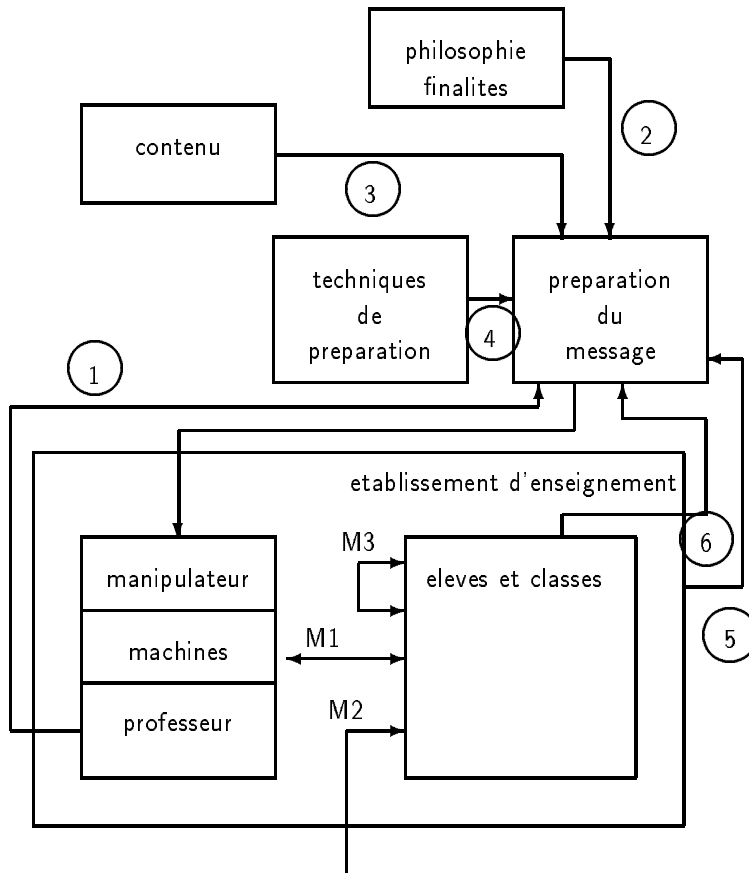 philosophie
finalites
2
contenu
3
techniques
de
preparation
4
preparation
du
message
1
etablissement d'enseignement
6
5
manipulateur
machines
professeur
M3
M1
M2
eleves et classes